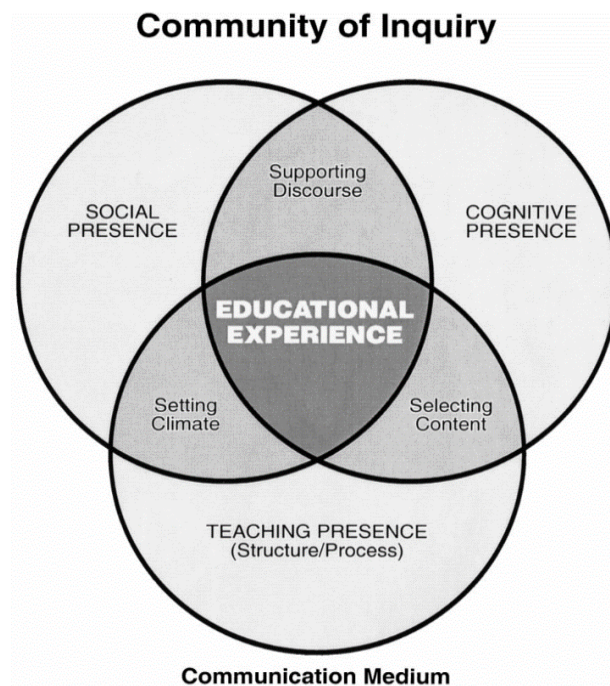 Community of Inquiry
Supporting
Discourse
SOCIAL
PRESENCE
COGNITIVE
PRESENCE
EDUCATIONAL
EXPERIENCE
Setting
Climate
Selecting
Content
TEACHING PRESENCE
(Structure/Process)
Communication Medium